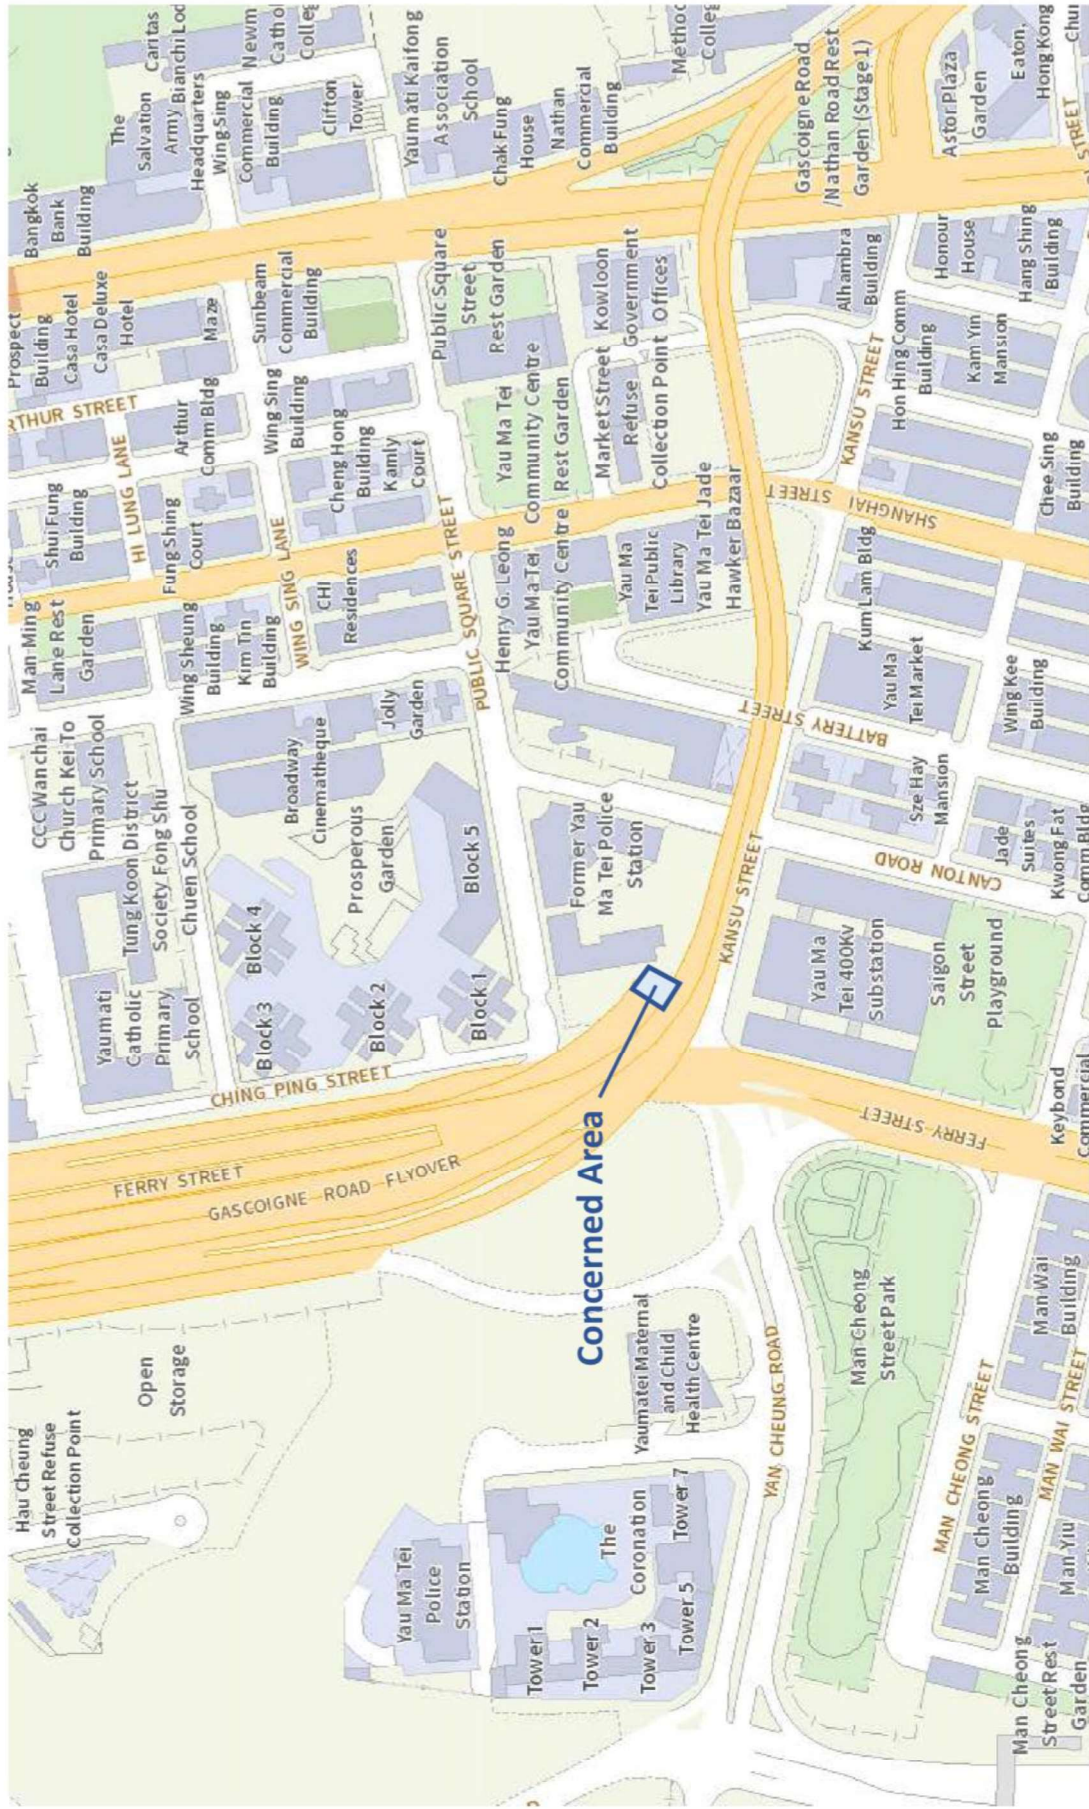 Hau Cheung
Street Refuse
Collection Point
Open
Storage
Yau Ma Tei
Police
Station
Tower 1
Tower 2
Tower 3
Tower 5
Tower 7
The
Coronation
Yaumatei Maternal
and Child
Health Centre
YAN CHEUNG ROAD
Man Cheong
Street Park
MAN CHEONG STREET
Man Cheong
Building
MAN WAI STREET
Man Wai
Building
Man Yiu
Man Cheong
Street Rest
Garden
FERRY STREET
GASCOIGNE ROAD FLYOVER
Concerned Area
FERRY STREET
Keybond
Commercial
CHING PING STREET
Yaumati
Catholic
Primary
School
CCC Wanchai
Church Kei To
Primary School
Tung Koon District
Society Fong Shu
Chuen School
Block 3
Block 4
Block 2
Block 1
Block 5
Prosperous
Garden
Broadway
Cinematheque
Jolly
Garden
Former Yau
Ma Tei Police
Station
KANSU STREET
Yau Ma
Tei 400Kv
Substation
Saigon
Street
Playground
CANTON ROAD
Jade
Suites
Kwong Fat
Com Bldg
Sze Hay
Mansion
BATTERY STREET
Yau Ma
Tei Market
Wing Kee
Building
Kum Lam Bldg
Man Ming
Lane Rest
Garden
Wing Sheung
Building
Kim Tin
Building
WING SING LANE
CHI
Residences
PUBLIC SQUARE STREET
Henry G. Leong
Yau Ma Tei
Community Centre
Yau Ma
Tei Public
Library
Yau Ma Tei Jade
Hawker Bazaar
SHANGHAI STREET
Chee Sing
Building
Shui Fung
Building
HI LUNG LANE
Fung Shing
Court
Arthur
Comm Bldg
Wing Sing
Building
Cheng Hong
Building
Kamly
Court
Yau Ma Tei
Community Centre
Rest Garden
Market Street
Refuse
Collection Point
Kowloon
Government
Offices
KANSU STREET
Hon Hing Comm
Building
Kam Yin
Mansion
Prospect
Building
Casa Hotel
Casa Deluxe
Hotel
Maze
Sunbeam
Commercial
Building
Public Square
Street
Rest Garden
Alhambra
Building
Honour
House
Hang Shing
Building
Bangkok
Bank
Building
The
Salvation
Army
Headquarters
Caritas
Bianchi Lod
Wing Sing
Commercial
Building
Newm
Catho
Colleg
Clifton
Tower
Yaumati Kaifong
Association
School
Chak Fung
House
Nathan
Commercial
Building
Method
Colleg
Gascoigne Road
/Nathan Road Rest
Garden (Stage 1)
Astor Plaza
Garden
Eaton,
Hong Kong